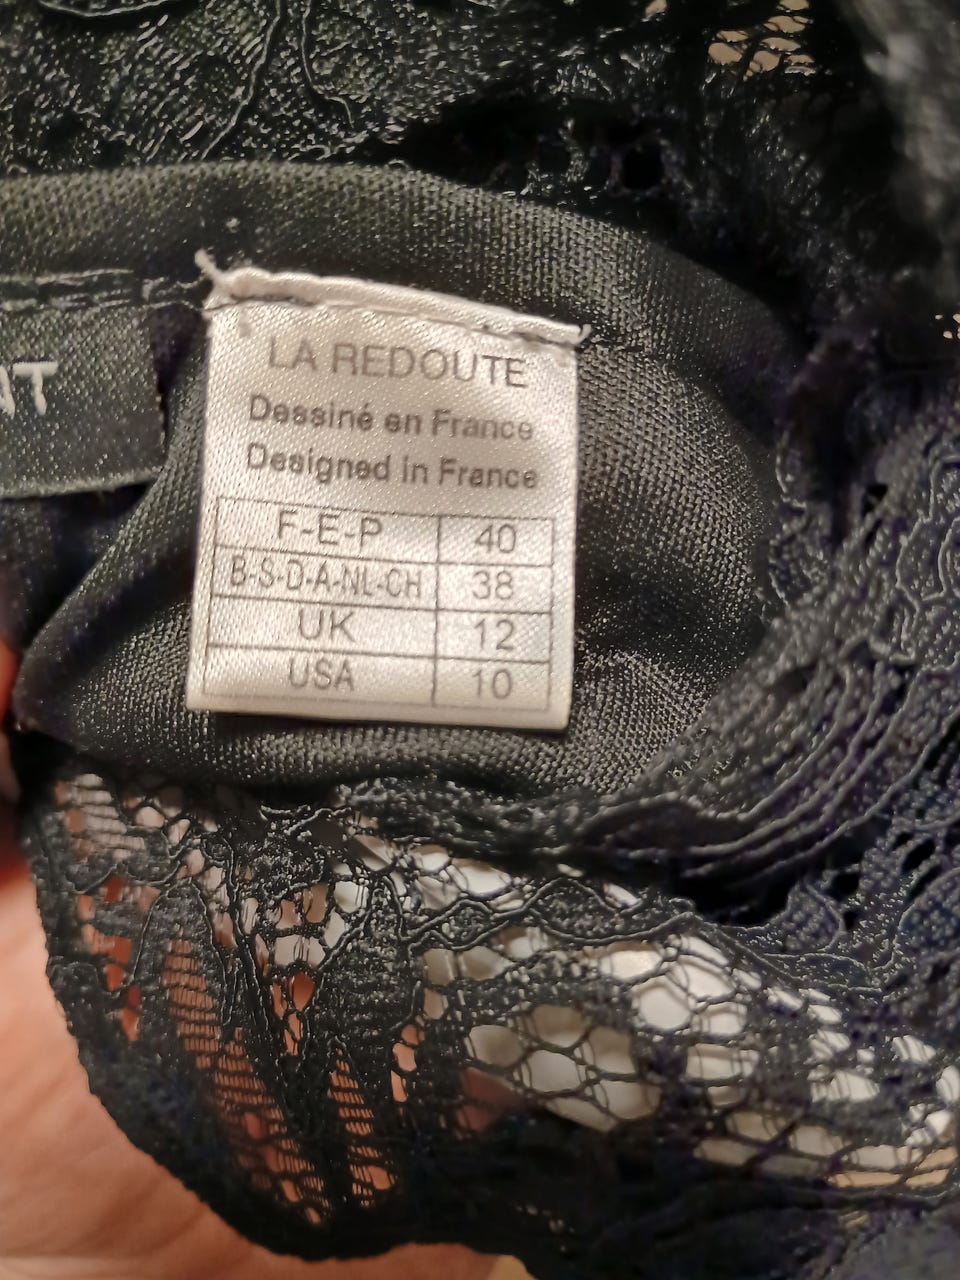 LA REDOUTE
Dessiné en France
Designed in France
F-E-P 40
B-S-D-A-NL-CH 38
UK 12
USA 10